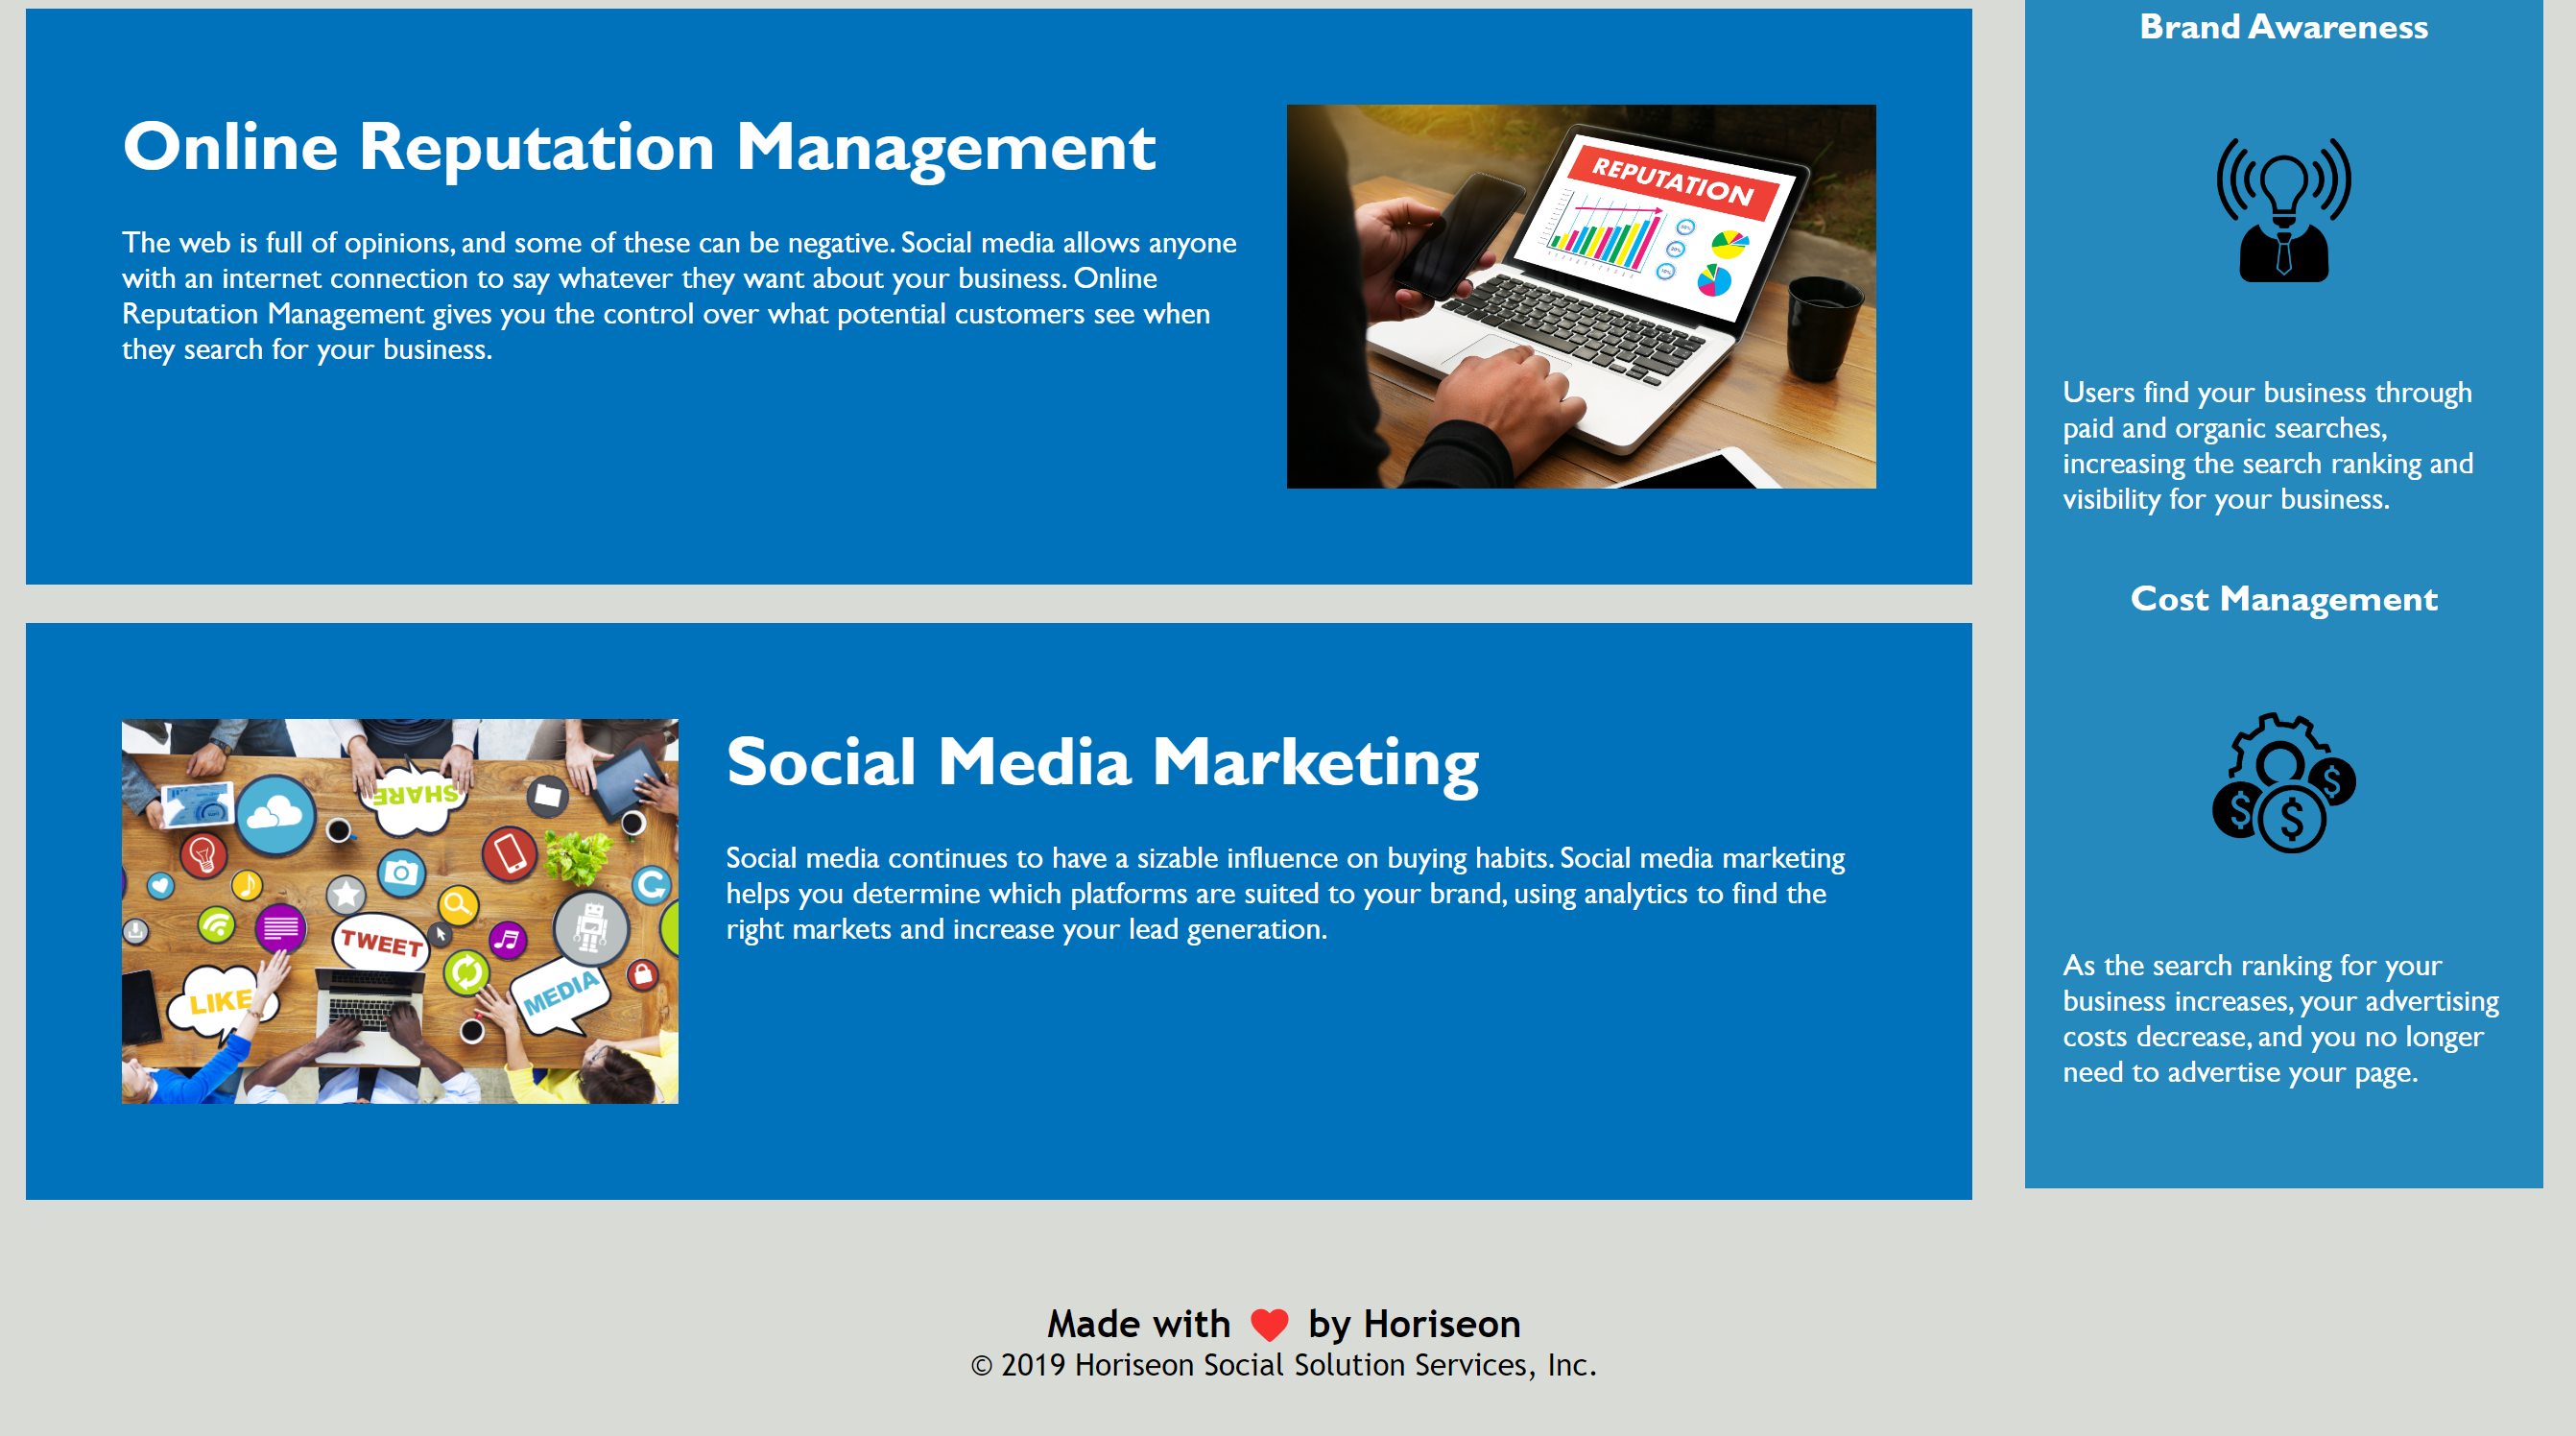 Online Reputation Management
The web is full of opinions, and some of these can be negative. Social media allows anyone
with an internet connection to say whatever they want about your business. Online
Reputation Management gives you the control over what potential customers see when
they search for your business.
REPUTATION
SHARE
TWEET
LIKE
MEDIA
Social Media Marketing
Social media continues to have a sizable influence on buying habits. Social media marketing
helps you determine which platforms are suited to your brand, using analytics to find the
right markets and increase your lead generation.
Brand Awareness
Users find your business through
paid and organic searches,
increasing the search ranking and
visibility for your business.
Cost Management
$
$
$
As the search ranking for your
business increases, your advertising
costs decrease, and you no longer
need to advertise your page.
Made with ❤ by Horiseon
© 2019 Horiseon Social Solution Services, Inc.